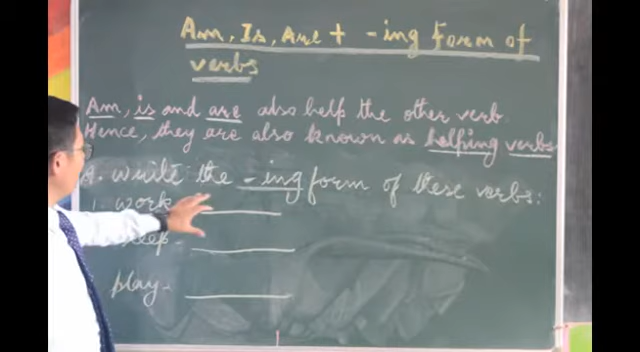 Am, Is, Are + -ing Form of
verbs
Am, is and are also help the other verb.
Hence, they are also known as helping verbs
A. Write the -ing form of these verbs:
1. work
play-